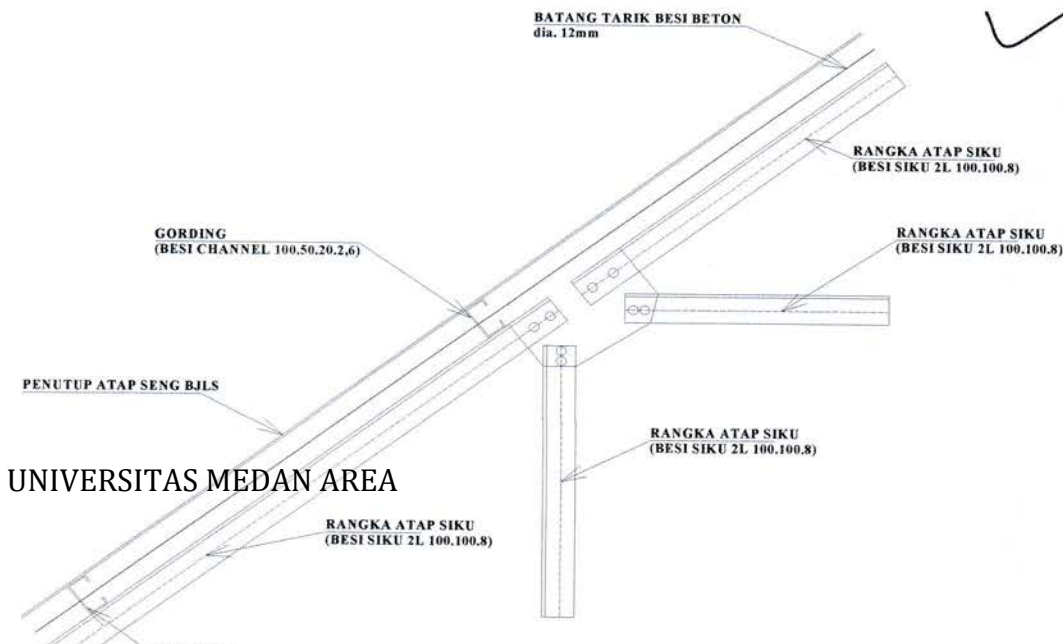 BATANG TARIK BESI BETON
dia. 12mm
RANGKA ATAP SIKU
(BESI SIKU 2L 100.100.8)
GORDING
(BESI CHANNEL 100.50.20.2,6)
RANGKA ATAP SIKU
(BESI SIKU 2L 100.100.8)
PENUTUP ATAP SENG BJLS
RANGKA ATAP SIKU
(BESI SIKU 2L 100.100.8)
UNIVERSITAS MEDAN AREA
RANGKA ATAP SIKU
(BESI SIKU 2L 100.100.8)